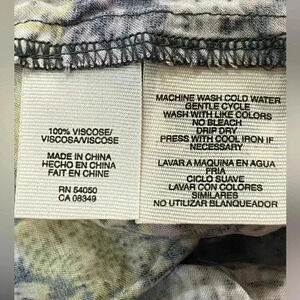 100% VISCOSE/
VISCOSA/VISCOSE
MADE IN CHINA
HECHO EN CHINA
FAIT EN CHINE
RN 54050
CA 08349
MACHINE WASH COLD WATER
GENTLE CYCLE
WASH WITH LIKE COLORS
NO BLEACH
DRIP DRY
PRESS WITH COOL IRON IF
NECESSARY
LAVAR A MAQUINA EN AGUA
FRIA
CICLO SUAVE
LAVAR CON COLORES
SIMILARES
NO UTILIZAR BLANQUEADOR